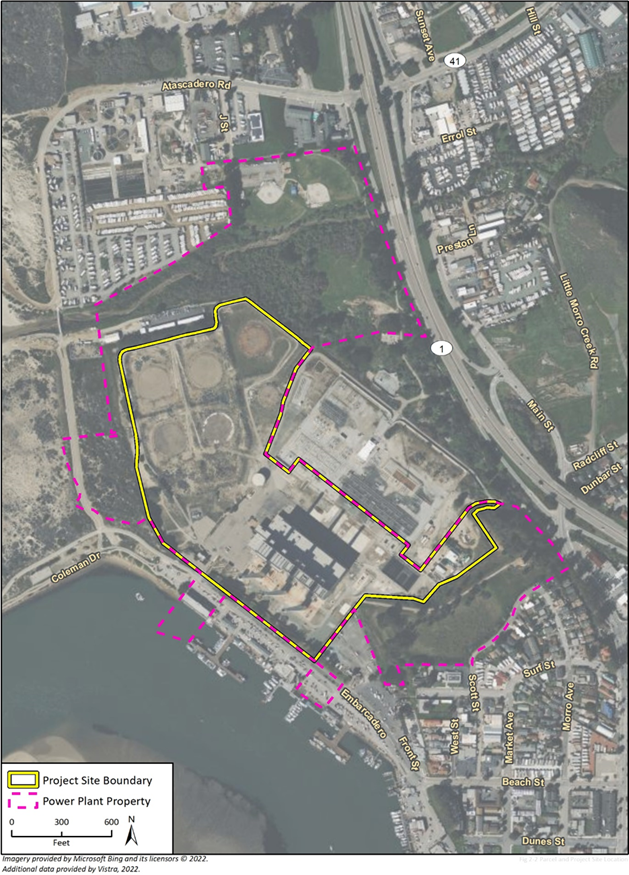 Sunset Ave
Hill St
41
Atascadero Rd
J St
Errol St
Preston Ln
Little Morro Creek Rd
1
Main St
Radcliff St
Dunbar St
Coleman Dr
Embarcadero
Front St
West St
Scott St
Surf St
Market Ave
Morro Ave
Beach St
Dunes St
Project Site Boundary
Power Plant Property
0 300 600
Feet
N
Imagery provided by Microsoft Bing and its licensors © 2022.
Additional data provided by Vistra, 2022.